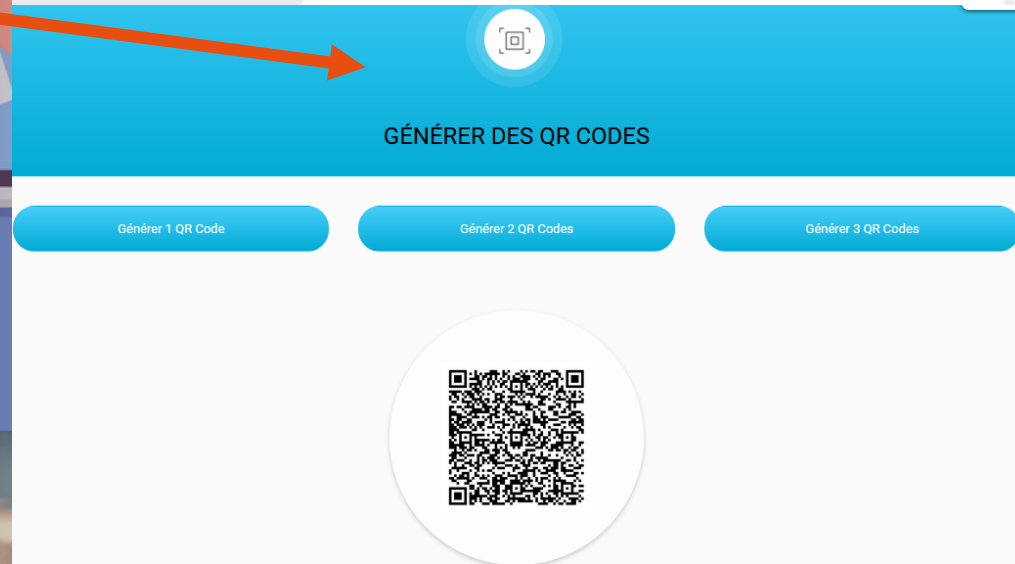 GÉNÉRER DES QR CODES
Générer 1 QR Code
Générer 2 QR Codes
Générer 3 QR Codes